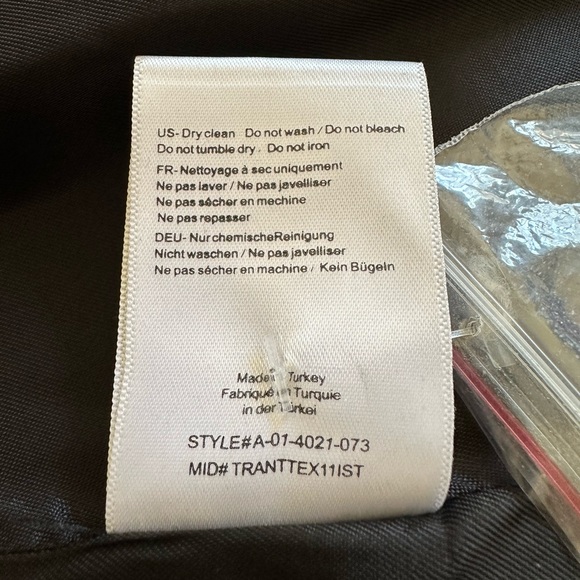 US- Dry clean Do not wash / Do not bleach
Do not tumble dry. Do not iron
FR- Nettoyage à sec uniquement
Ne pas laver / Ne pas javelliser
Ne pas sécher en mechine
Ne pas repasser
DEU- Nur chemische Reinigung
Nicht waschen / Ne pas javelliser
Ne pas sécher en machine / Kein Bügeln
Made in Turkey
Fabriqué en Turquie
in der Türkei
STYLE#A-01-4021-073
MID# TRANTTEX11IST